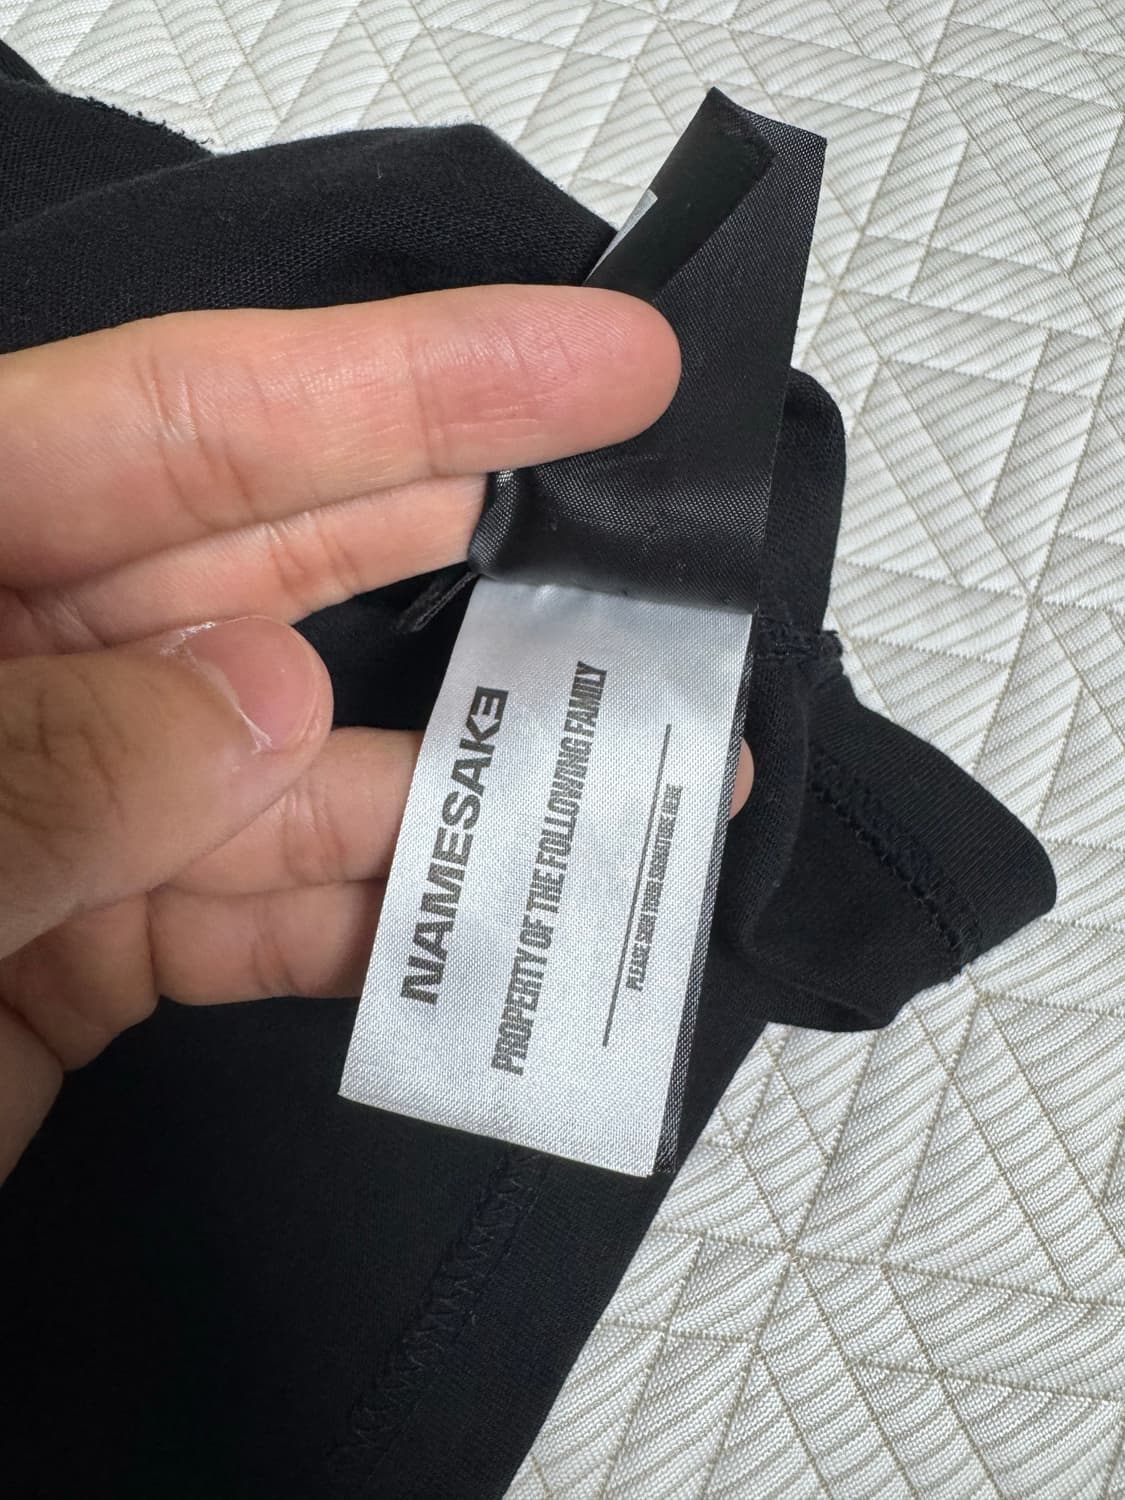 NAMESAKE
PROPERTY OF THE FOLLOWING FAMILY
PLEASE SIGN YOUR SIGNATURE HERE